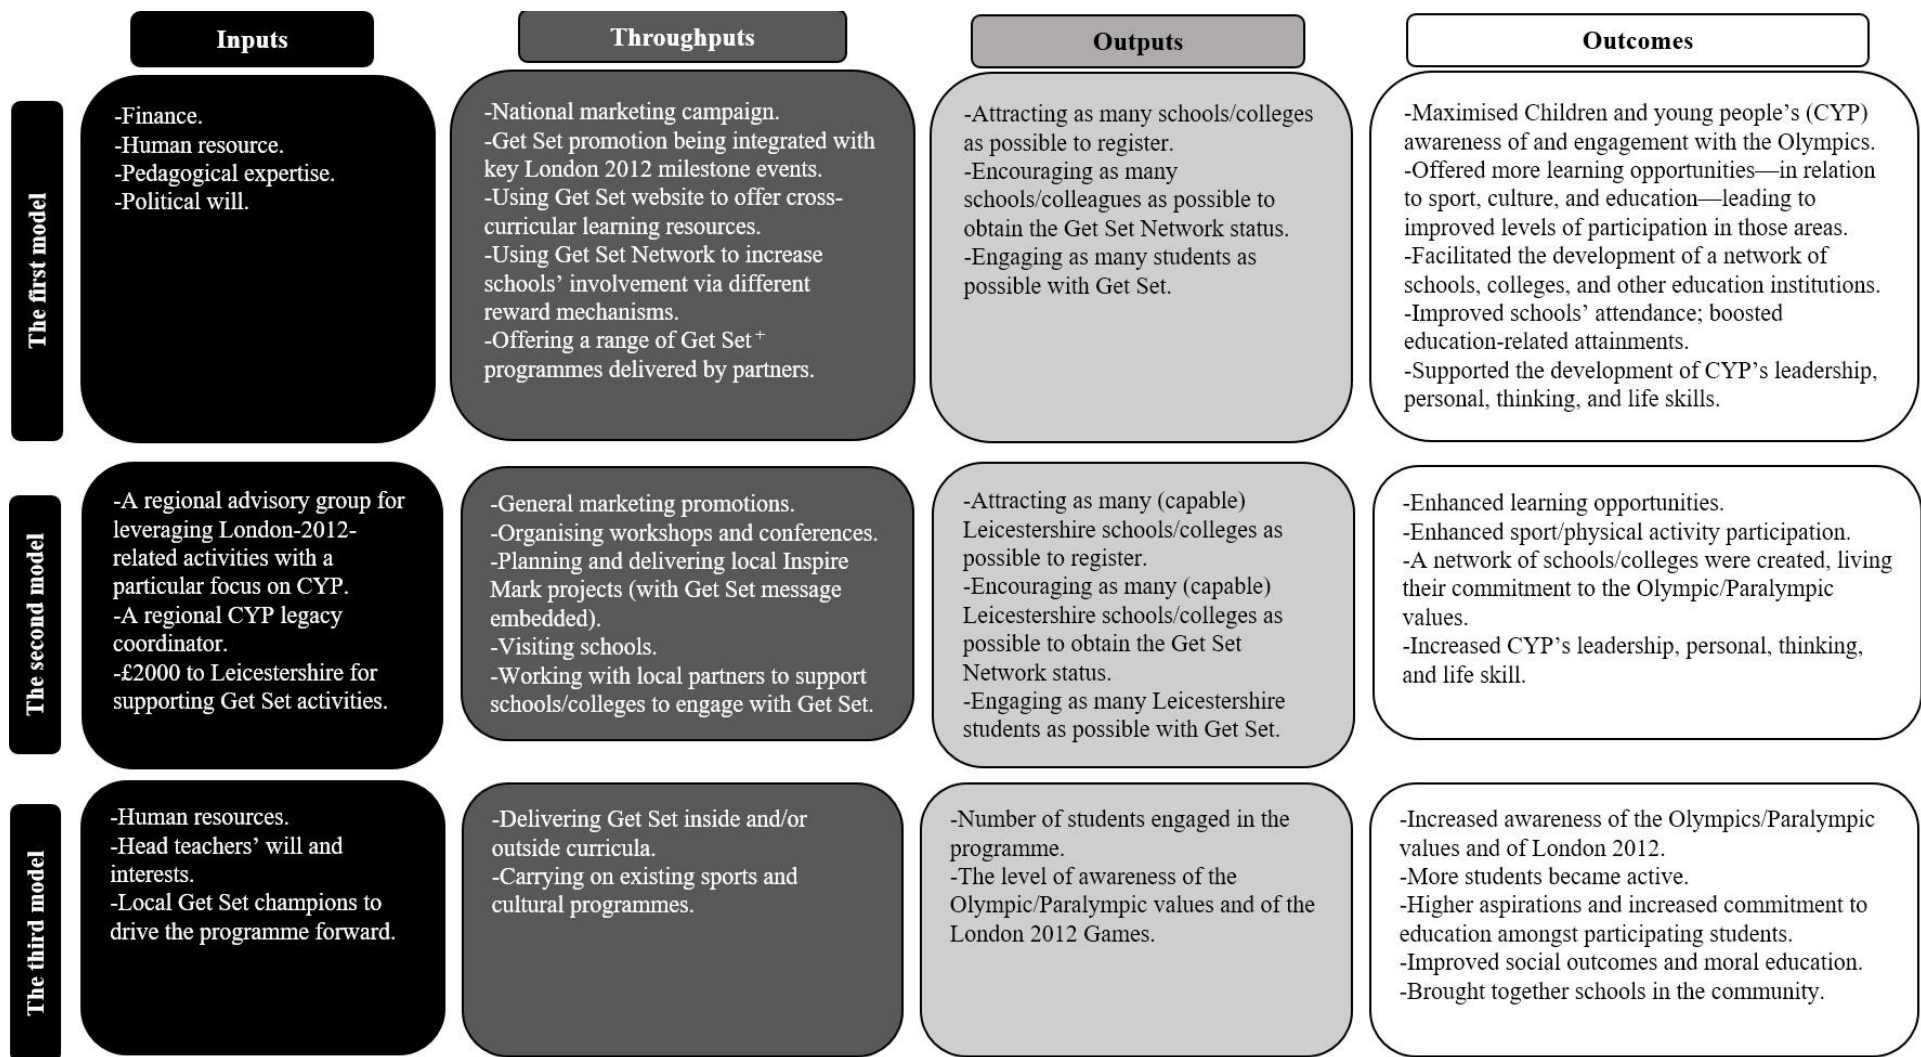 Inputs
Throughputs
Outputs
Outcomes
The first model
-Finance.
-Human resource.
-Pedagogical expertise.
-Political will.
-National marketing campaign.
-Get Set promotion being integrated with
key London 2012 milestone events.
-Using Get Set website to offer cross-
curricular learning resources.
-Using Get Set Network to increase
schools’ involvement via different
reward mechanisms.
-Offering a range of Get Set +
programmes delivered by partners.
-Attracting as many schools/colleges
as possible to register.
-Encouraging as many
schools/colleagues as possible to
obtain the Get Set Network status.
-Engaging as many students as
possible with Get Set.
-Maximised Children and young people’s (CYP)
awareness of and engagement with the Olympics.
-Offered more learning opportunities—in relation
to sport, culture, and education—leading to
improved levels of participation in those areas.
-Facilitated the development of a network of
schools, colleges, and other education institutions.
-Improved schools’ attendance; boosted
education-related attainments.
-Supported the development of CYP’s leadership,
personal, thinking, and life skills.
The second model
-A regional advisory group for
leveraging London-2012-
related activities with a
particular focus on CYP.
-A regional CYP legacy
coordinator.
-£2000 to Leicestershire for
supporting Get Set activities.
-General marketing promotions.
-Organising workshops and conferences.
-Planning and delivering local Inspire
Mark projects (with Get Set message
embedded).
-Visiting schools.
-Working with local partners to support
schools/colleges to engage with Get Set.
-Attracting as many (capable)
Leicestershire schools/colleges as
possible to register.
-Encouraging as many (capable)
Leicestershire schools/colleges as
possible to obtain the Get Set
Network status.
-Engaging as many Leicestershire
students as possible with Get Set.
-Enhanced learning opportunities.
-Enhanced sport/physical activity participation.
-A network of schools/colleges were created, living
their commitment to the Olympic/Paralympic
values.
-Increased CYP’s leadership, personal, thinking,
and life skill.
The third model
-Human resources.
-Head teachers’ will and
interests.
-Local Get Set champions to
drive the programme forward.
-Delivering Get Set inside and/or
outside curricula.
-Carrying on existing sports and
cultural programmes.
-Number of students engaged in the
programme.
-The level of awareness of the
Olympic/Paralympic values and of the
London 2012 Games.
-Increased awareness of the Olympics/Paralympic
values and of London 2012.
-More students became active.
-Higher aspirations and increased commitment to
education amongst participating students.
-Improved social outcomes and moral education.
-Brought together schools in the community.